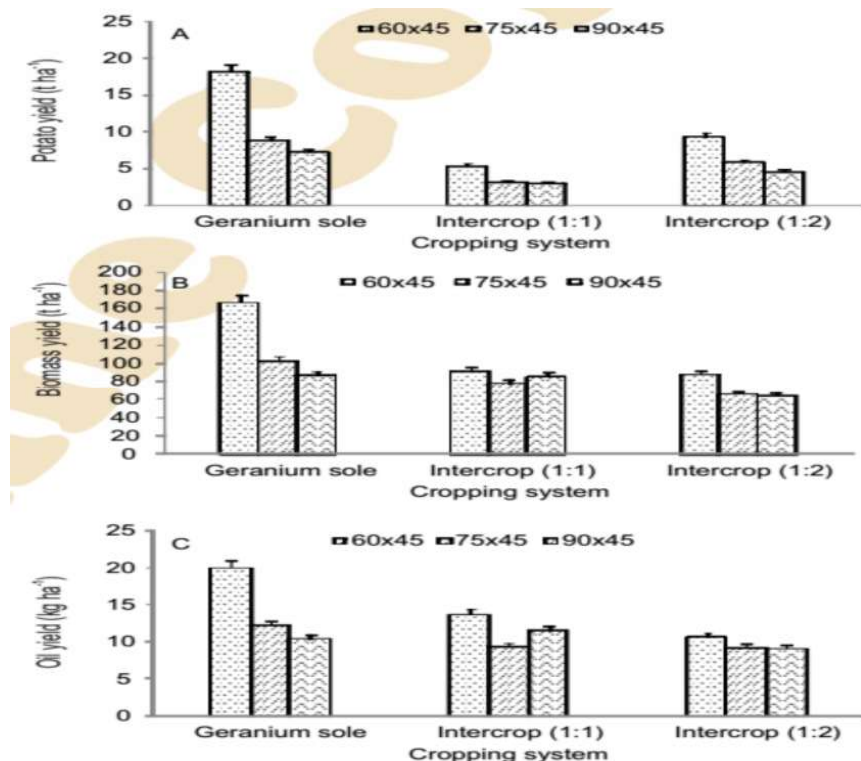 A
60x45 75x45 90x45
Potato yield (t ha⁻¹)
25
20
15
10
5
0
Geranium sole Intercrop (1:1) Intercrop (1:2)
Cropping system
B
60x45 75x45 90x45
Biomass yield (t ha⁻¹)
200
180
160
140
120
100
80
60
40
20
0
Geranium sole Intercrop (1:1) Intercrop (1:2)
Cropping system
C
60x45 75x45 90x45
Oil yield (kg ha⁻¹)
25
20
15
10
5
0
Geranium sole Intercrop (1:1) Intercrop (1:2)
Cropping system